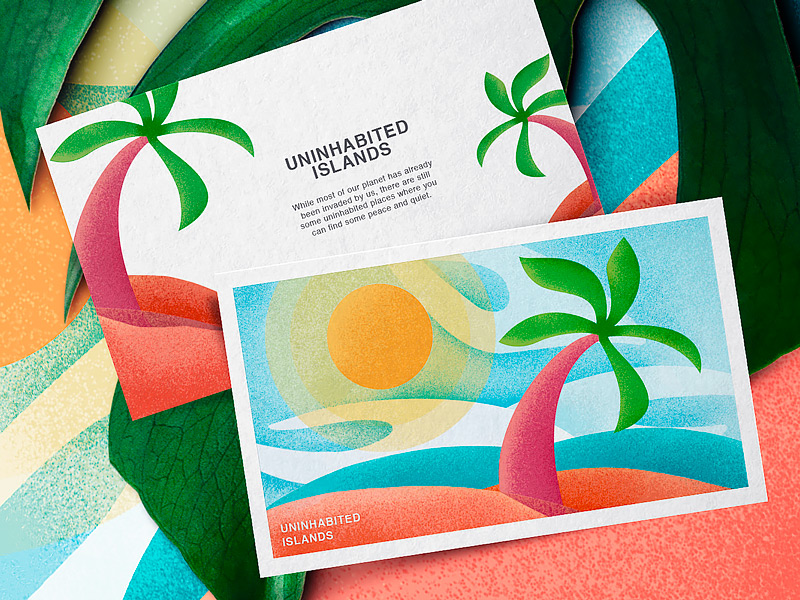 UNINHABITED
ISLANDS
While most of our planet has already
been invaded by us, there are still
some uninhabited places where you
can find some peace and quiet.
UNINHABITED
ISLANDS